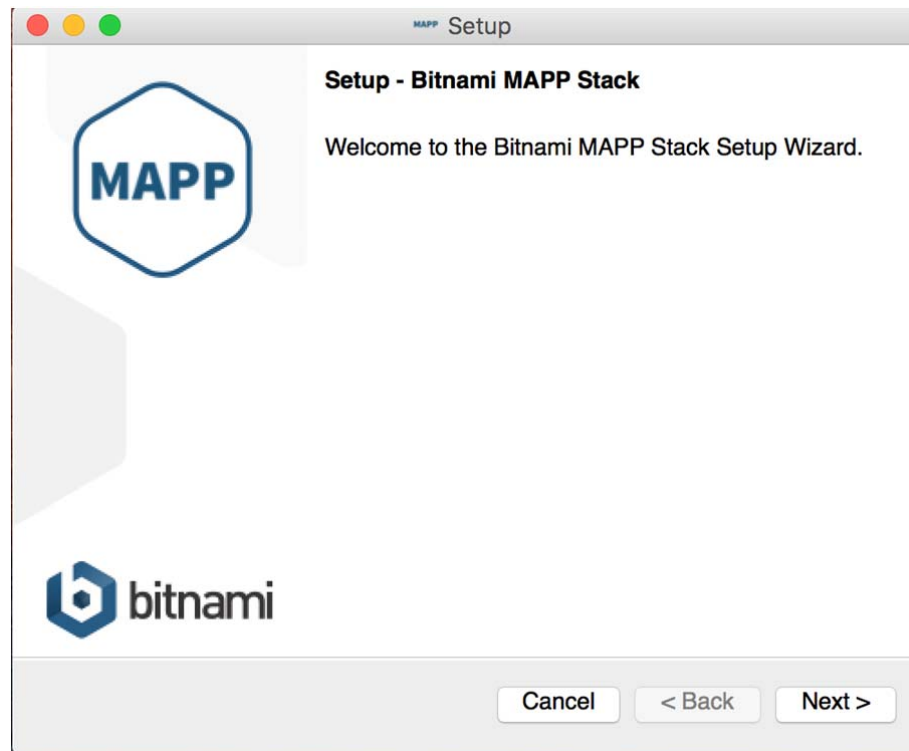 MAPP Setup
Setup - Bitnami MAPP Stack
Welcome to the Bitnami MAPP Stack Setup Wizard.
MAPP
bitnami
Cancel < Back Next >